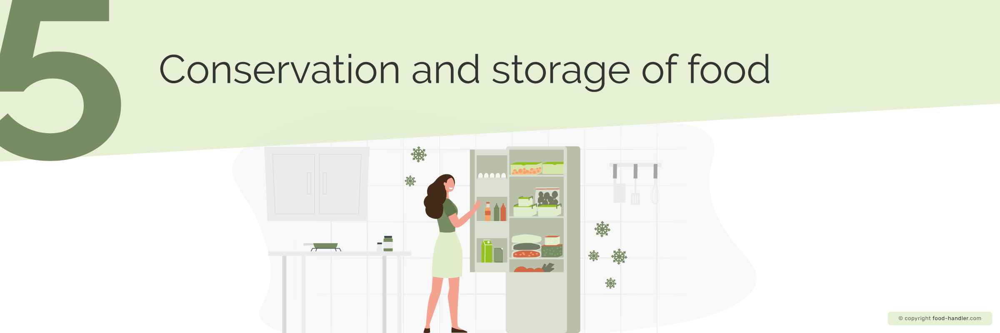 5
Conservation and storage of food
© copyright food-handler.com